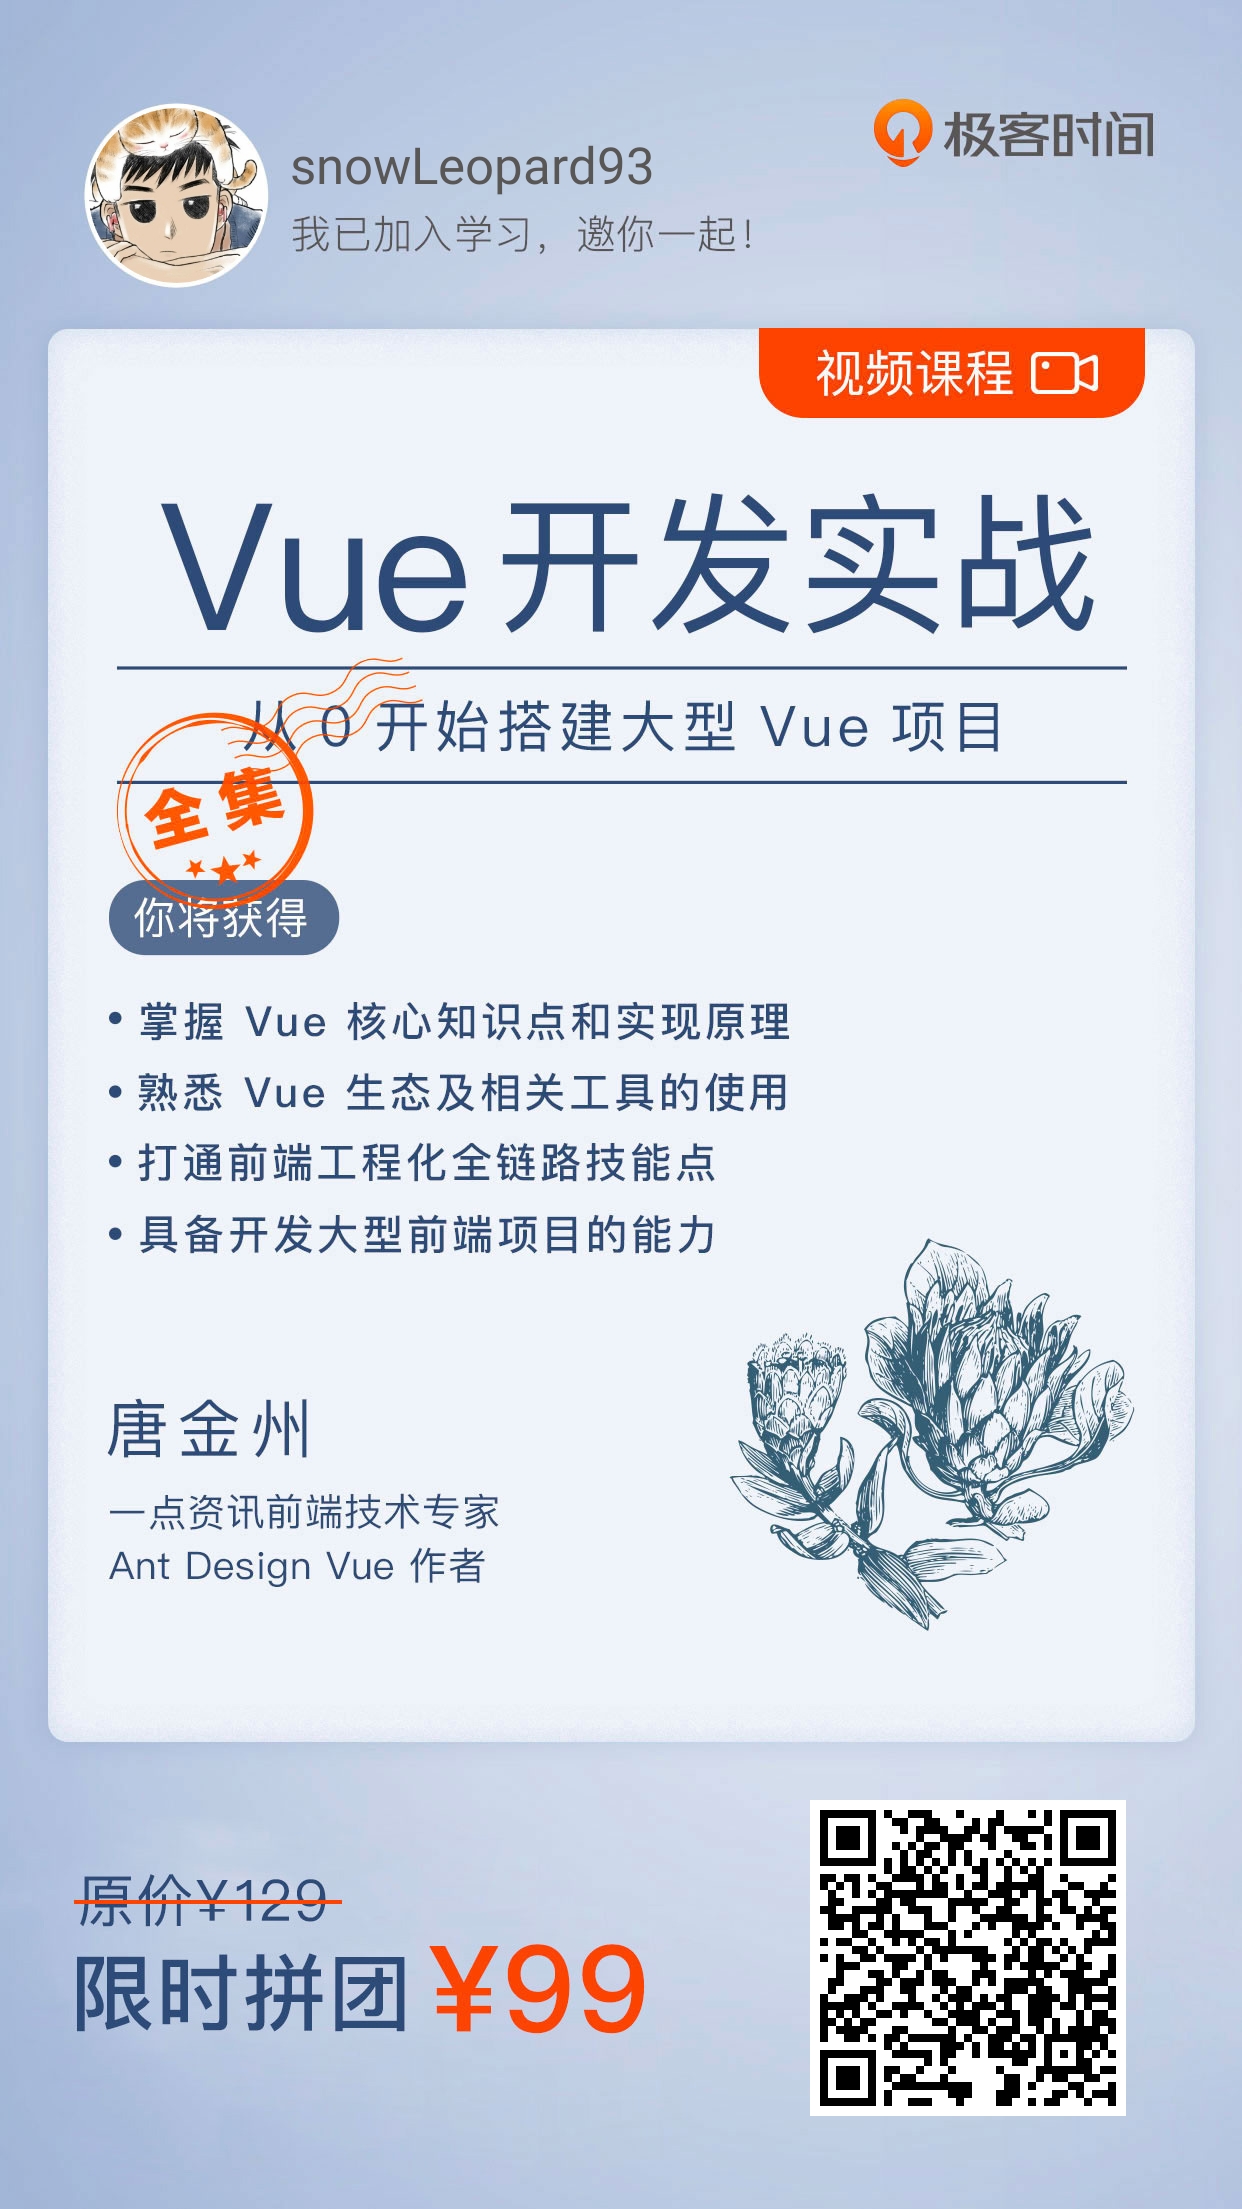 snowLeopard93
我已加入学习，邀你一起！
极客时间
视频课程
Vue 开发实战
从 0 开始搭建大型 Vue 项目
全集
你将获得
• 掌握 Vue 核心知识点和实现原理
• 熟悉 Vue 生态及相关工具的使用
• 打通前端工程化全链路技能点
• 具备开发大型前端项目的能力
唐金州
一点资讯前端技术专家
Ant Design Vue 作者
原价¥129
限时拼团 ¥99